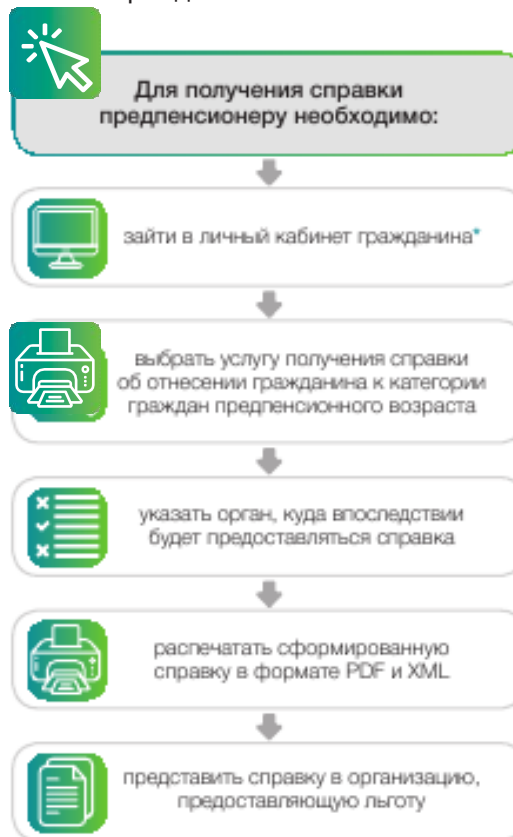 Для получения справки
предпенсионеру необходимо:
зайти в личный кабинет гражданина*
выбрать услугу получения справки
об отнесении гражданина к категории
граждан предпенсионного возраста
указать орган, куда впоследствии
будет предоставляться справка
распечатать сформированную
справку в формате PDF и XML
представить справку в организацию,
предоставляющую льготу